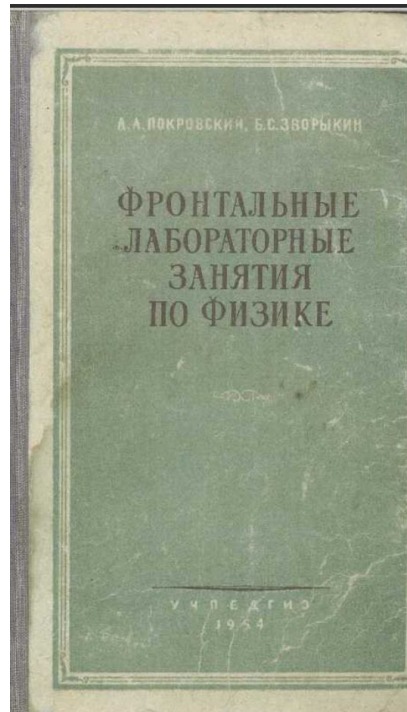 А. А. ПОКРОВСКИЙ, Б. С. ЗВОРЫКИН
ФРОНТАЛЬНЫЕ
ЛАБОРАТОРНЫЕ
ЗАНЯТИЯ
ПО ФИЗИКЕ
УЧПЕДГИЗ
1954